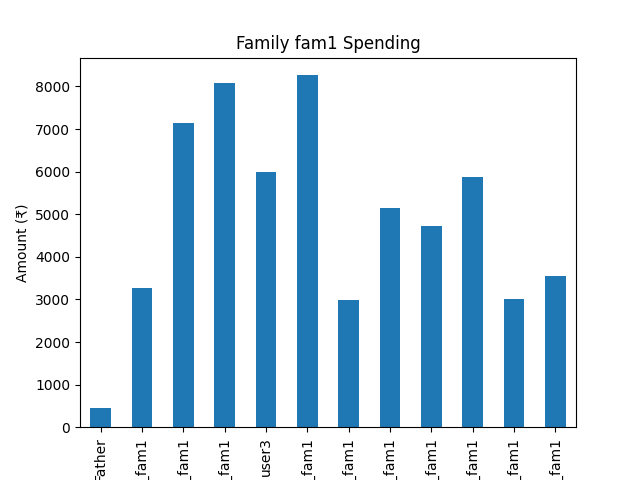 Family fam1 Spending
Amount (₹)
8000
7000
6000
5000
4000
3000
2000
1000
0
Father
_fam1
_fam1
_fam1
user3
_fam1
_fam1
_fam1
_fam1
_fam1
_fam1
_fam1